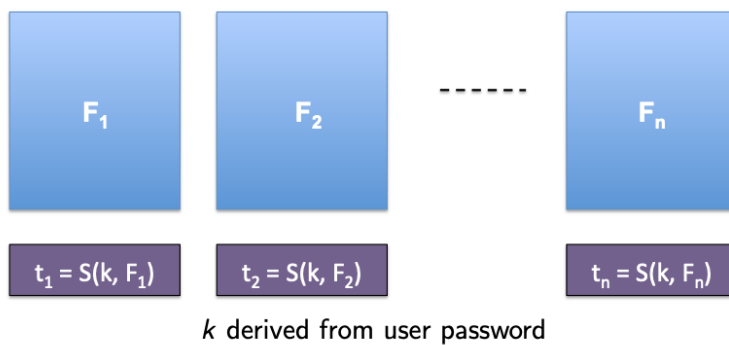 F₁ F₂ Fₙ
t₁ = S(k, F₁) t₂ = S(k, F₂) tₙ = S(k, Fₙ)
k derived from user password